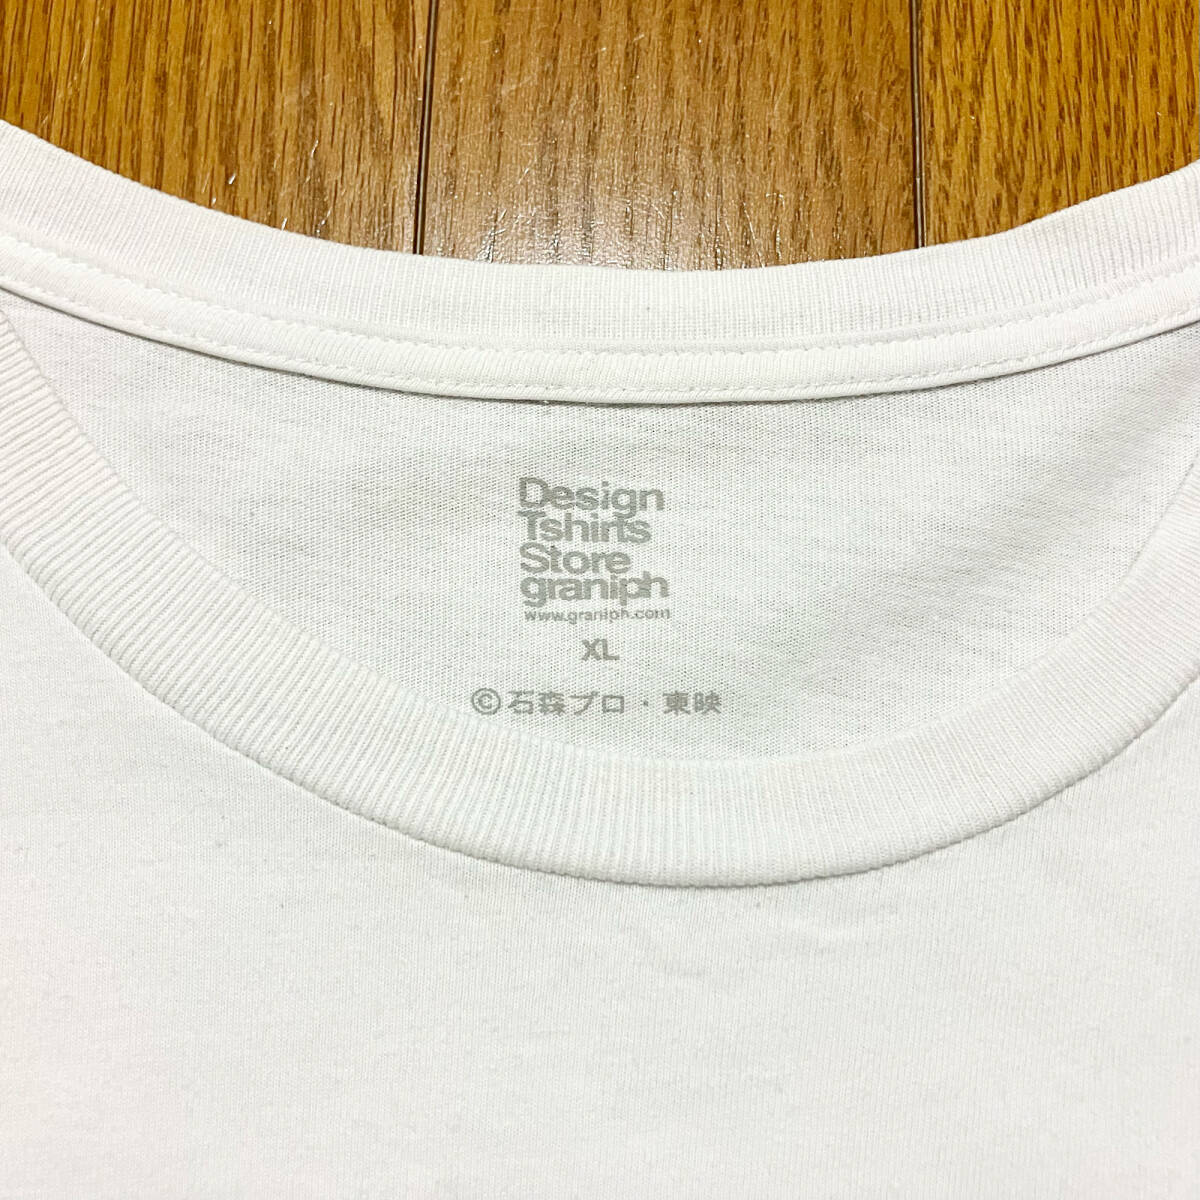 Design
Tshirts
Store
graniph
www.graniph.com
XL
©石森プロ・東映